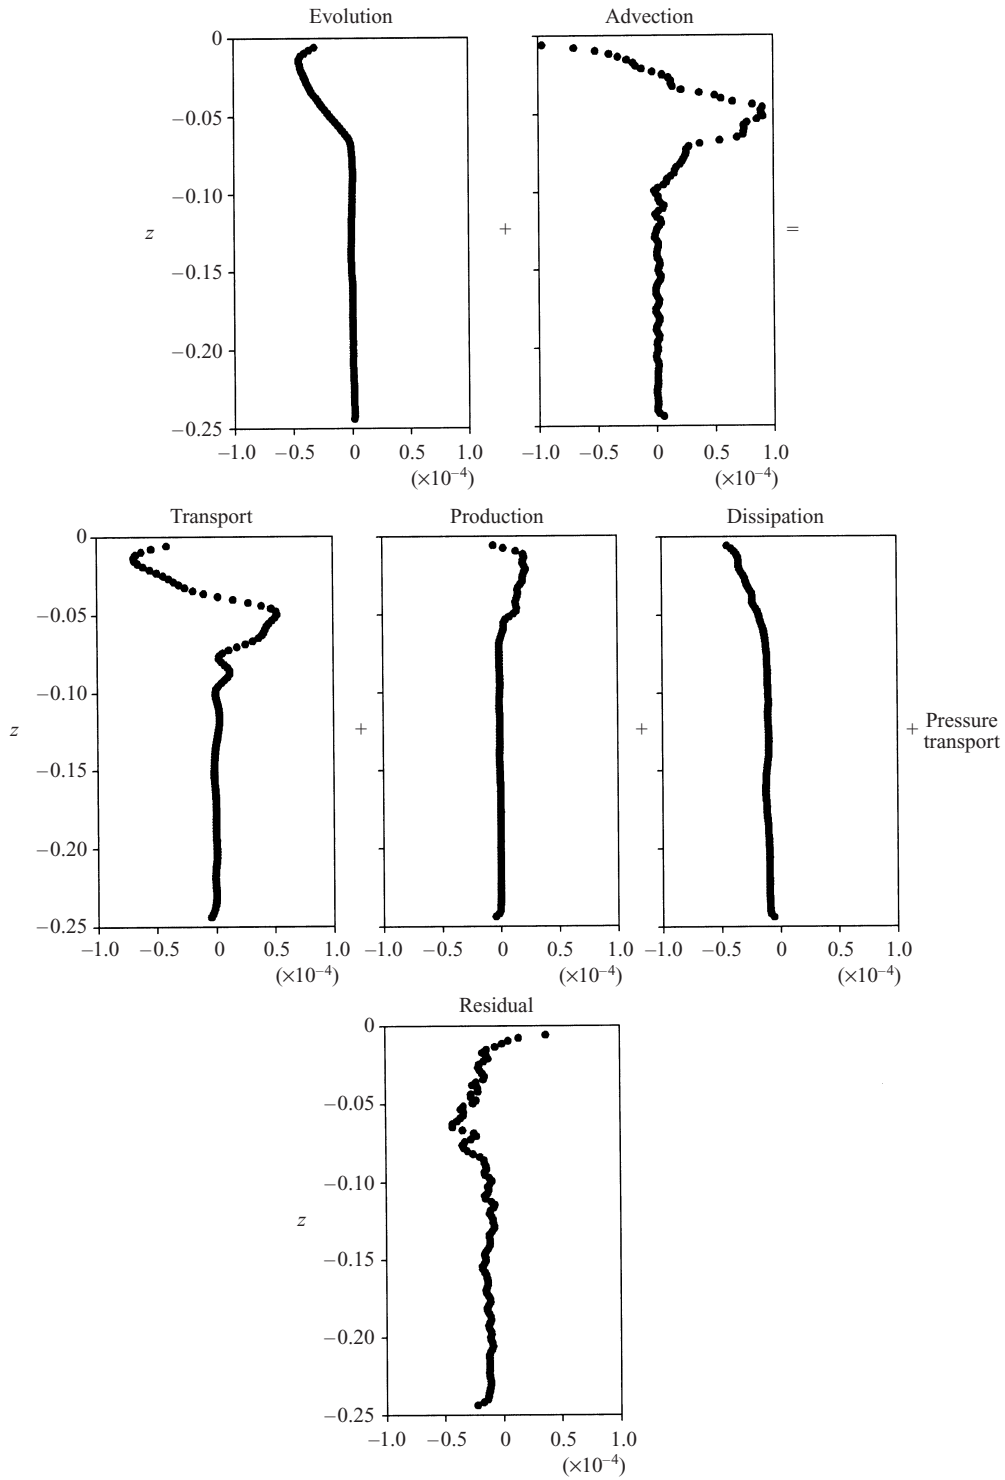 Evolution Advection
0
−0.05
−0.10
z + =
−0.15
−0.20
−0.25
−1.0 −0.5 0 0.5 1.0 −1.0 −0.5 0 0.5 1.0
(×10−4) (×10−4)
Transport Production Dissipation
0
−0.05
−0.10
z + + + Pressure
transport
−0.15
−0.20
−0.25
−1.0 −0.5 0 0.5 1.0 −1.0 −0.5 0 0.5 1.0 −1.0 −0.5 0 0.5 1.0
(×10−4) (×10−4) (×10−4)
Residual
0
−0.05
−0.10
z
−0.15
−0.20
−0.25
−1.0 −0.5 0 0.5 1.0
(×10−4)